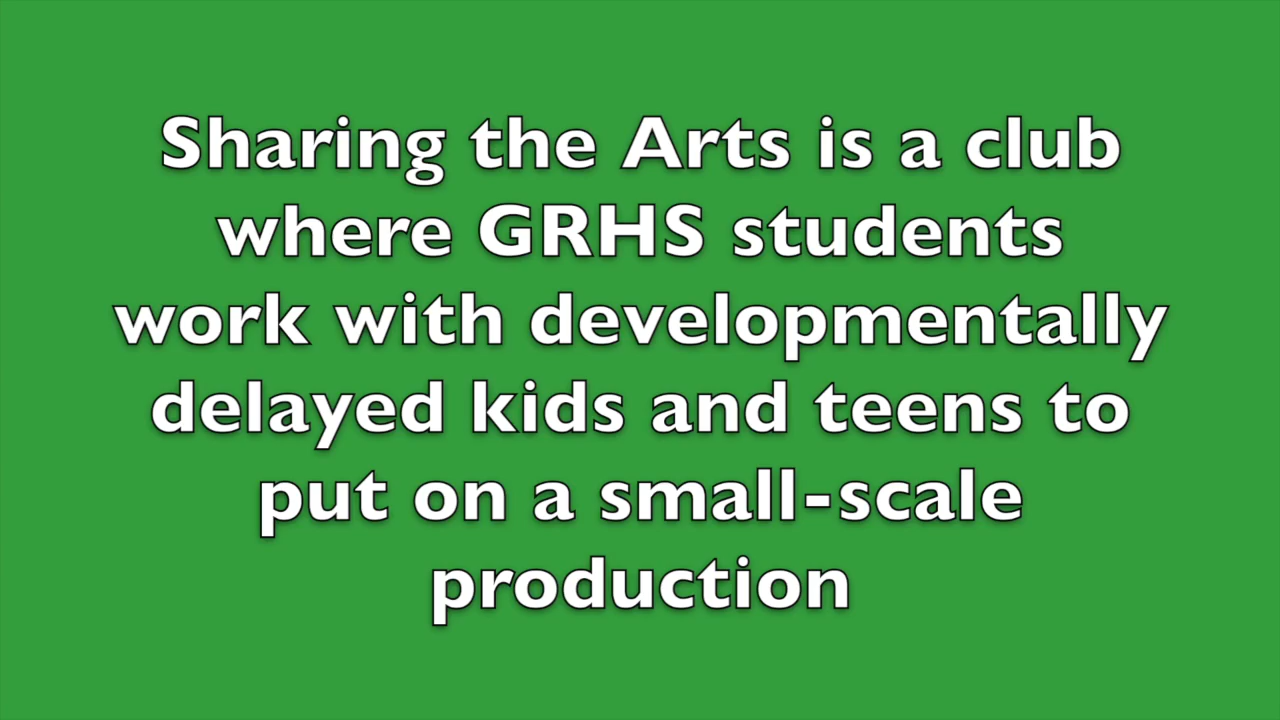 Sharing the Arts is a club
where GRHS students
work with developmentally
delayed kids and teens to
put on a small-scale
production